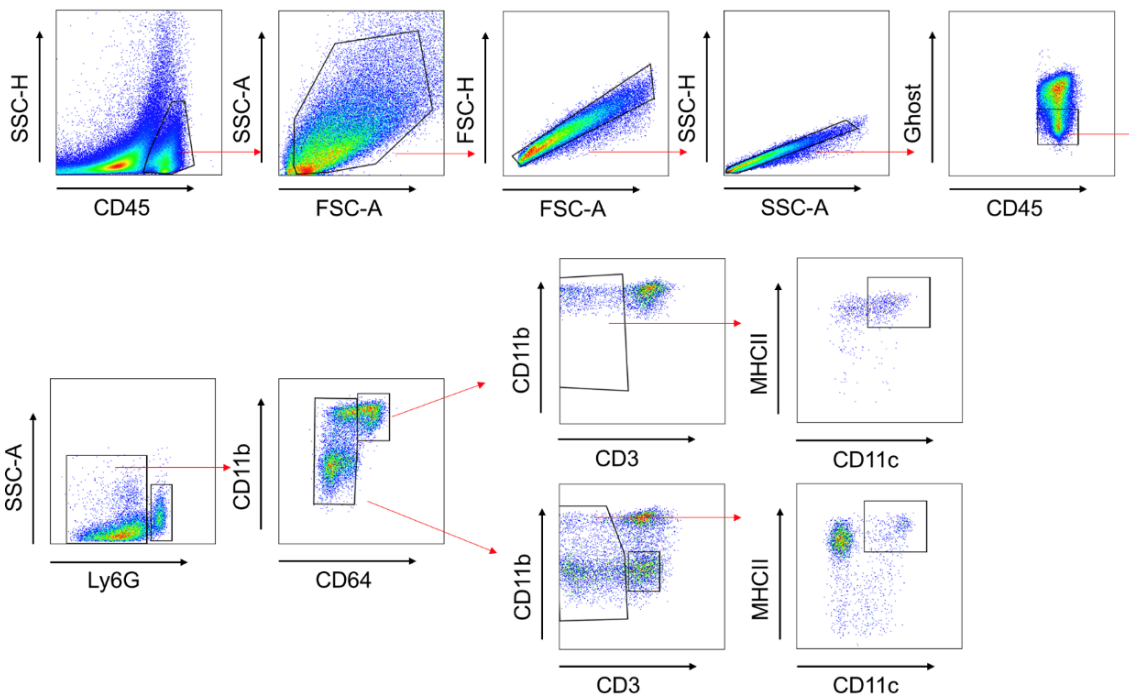 SSC-H
CD45
SSC-A
FSC-A
FSC-H
FSC-A
SSC-H
SSC-A
Ghost
CD45
CD11b
CD3
MHCII
CD11c
SSC-A
Ly6G
CD11b
CD64
CD11b
CD3
MHCII
CD11c